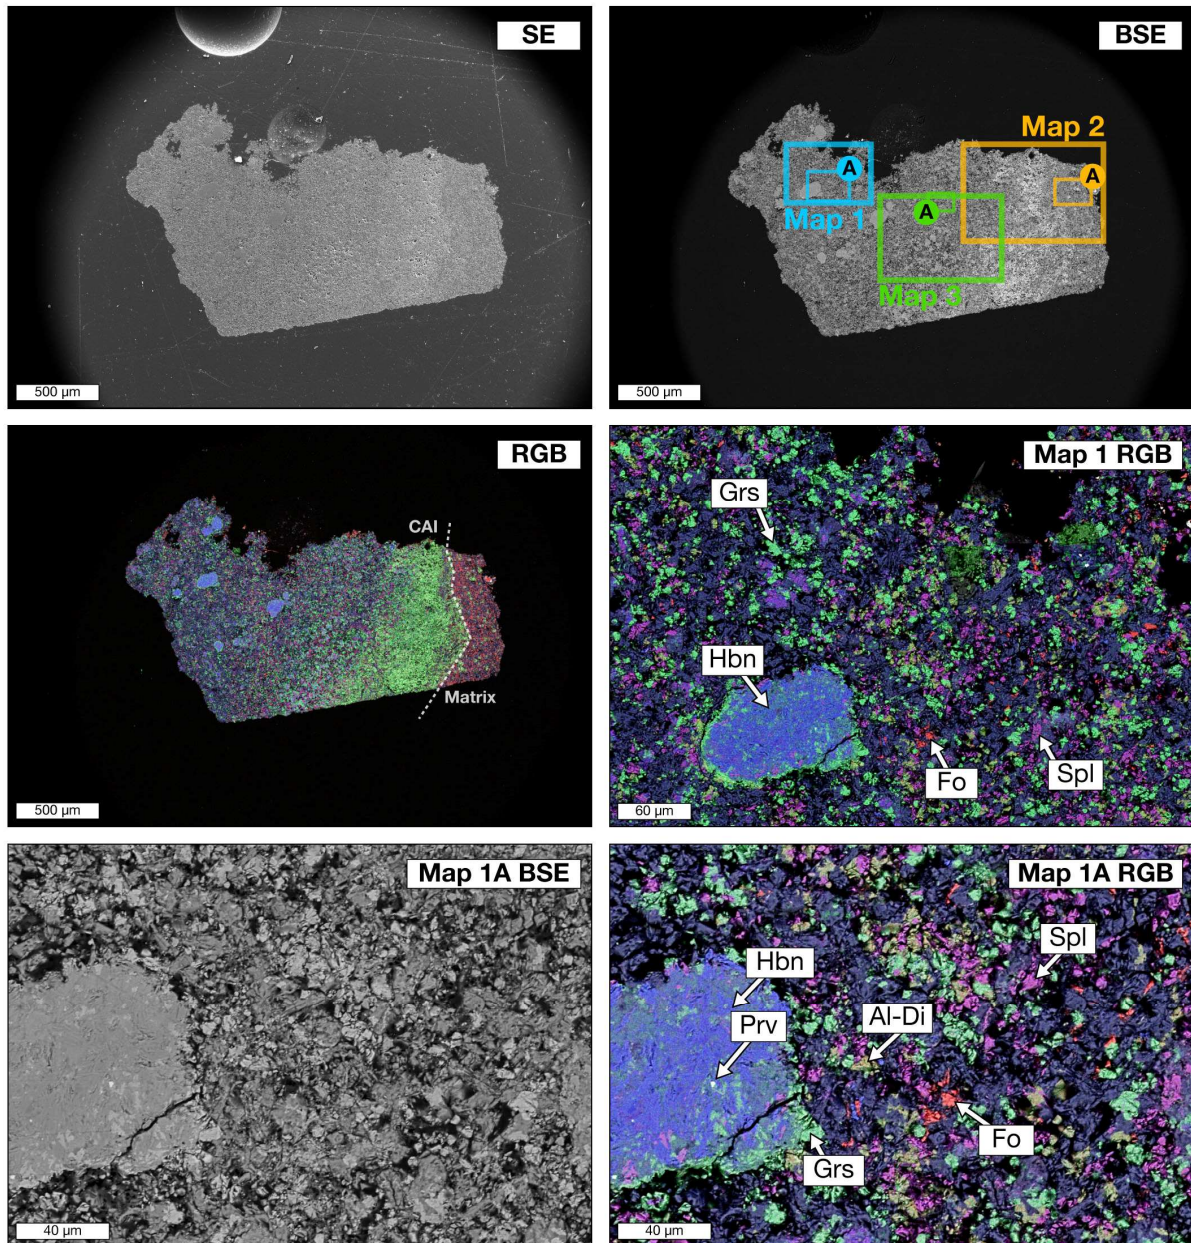 SE
500 µm
BSE
Map 2
A
A
Map 1
A
Map 3
500 µm
RGB
CAI
Matrix
500 µm
Map 1 RGB
Grs
Hbn
Fo
Spl
60 µm
Map 1A BSE
40 µm
Map 1A RGB
Spl
Hbn
Prv
Al-Di
Fo
Grs
40 µm